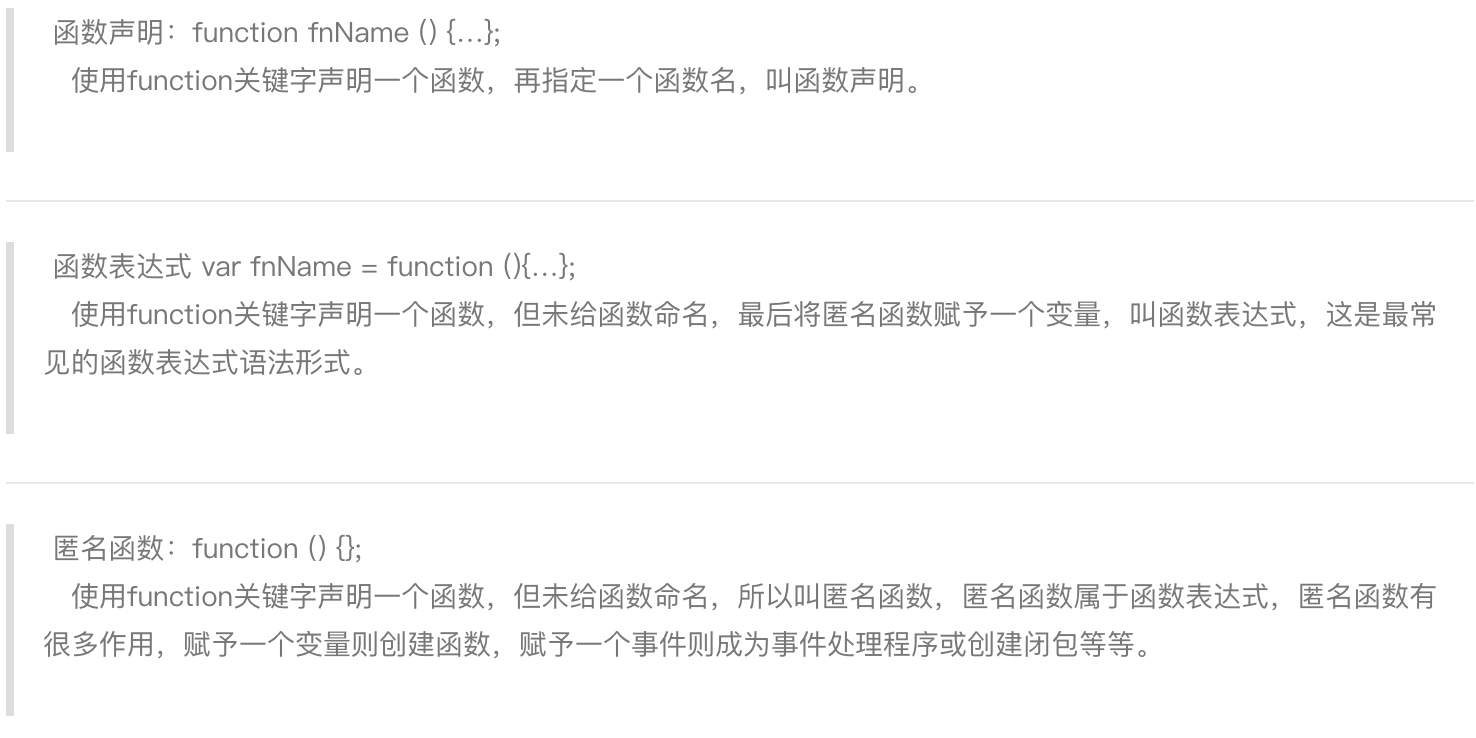 函数声明：function fnName () {…};
使用function关键字声明一个函数，再指定一个函数名，叫函数声明。
函数表达式 var fnName = function (){…};
使用function关键字声明一个函数，但未给函数命名，最后将匿名函数赋予一个变量，叫函数表达式，这是最常
见的函数表达式语法形式。
匿名函数：function () {};
使用function关键字声明一个函数，但未给函数命名，所以叫匿名函数，匿名函数属于函数表达式，匿名函数有
很多作用，赋予一个变量则创建函数，赋予一个事件则成为事件处理程序或创建闭包等等。